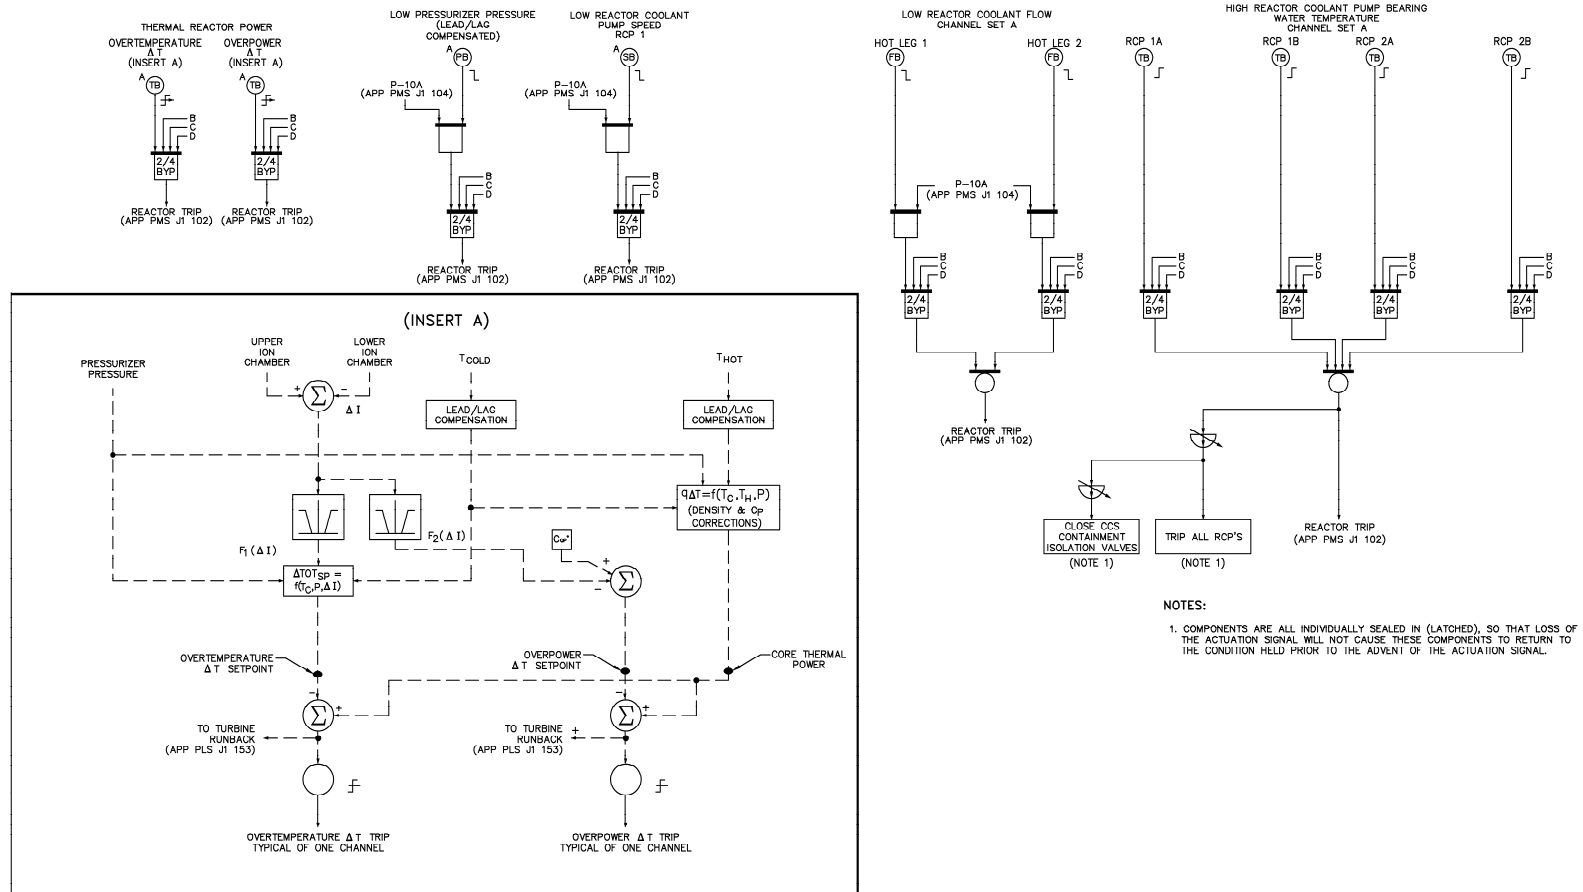 THERMAL REACTOR POWER
OVERTEMPERATURE
Δ T
(INSERT A)
A
TB
B
C
D
2/4
BYP
REACTOR TRIP
(APP PMS J1 102)
OVERPOWER
Δ T
(INSERT A)
A
TB
B
C
D
2/4
BYP
REACTOR TRIP
(APP PMS J1 102)
LOW PRESSURIZER PRESSURE
(LEAD/LAG
COMPENSATED)
A
PB
P-10A
(APP PMS J1 104)
B
C
D
2/4
BYP
REACTOR TRIP
(APP PMS J1 102)
LOW REACTOR COOLANT
PUMP SPEED
RCP 1
A
SB
P-10A
(APP PMS J1 104)
B
C
D
2/4
BYP
REACTOR TRIP
(APP PMS J1 102)
LOW REACTOR COOLANT FLOW
CHANNEL SET A
HOT LEG 1
FB
HOT LEG 2
FB
P-10A
(APP PMS J1 104)
B
C
D
2/4
BYP
B
C
D
2/4
BYP
REACTOR TRIP
(APP PMS J1 102)
HIGH REACTOR COOLANT PUMP BEARING
WATER TEMPERATURE
CHANNEL SET A
RCP 1A
TB
RCP 1B
TB
RCP 2A
TB
RCP 2B
TB
B
C
D
2/4
BYP
B
C
D
2/4
BYP
B
C
D
2/4
BYP
B
C
D
2/4
BYP
CLOSE CCS
CONTAINMENT
ISOLATION VALVES
(NOTE 1)
TRIP ALL RCP'S
(NOTE 1)
REACTOR TRIP
(APP PMS J1 102)
NOTES:
1. COMPONENTS ARE ALL INDIVIDUALLY SEALED IN (LATCHED), SO THAT LOSS OF
THE ACTUATION SIGNAL WILL NOT CAUSE THESE COMPONENTS TO RETURN TO
THE CONDITION HELD PRIOR TO THE ADVENT OF THE ACTUATION SIGNAL.
(INSERT A)
PRESSURIZER
PRESSURE
UPPER
ION
CHAMBER
LOWER
ION
CHAMBER
+
Σ
-
Δ I
TCOLD
LEAD/LAG
COMPENSATION
THOT
LEAD/LAG
COMPENSATION
qΔT=f(TC,TH,P)
(DENSITY & CP
CORRECTIONS)
F1(Δ I)
F2(Δ I)
+
Σ
-
ΔTOTSP =
f(TC,P,ΔI)
OVERTEMPERATURE
Δ T SETPOINT
OVERPOWER
Δ T SETPOINT
CORE THERMAL
POWER
-
Σ
+
-
Σ
+
TO TURBINE
RUNBACK
(APP PLS J1 153)
TO TURBINE +
RUNBACK
(APP PLS J1 153)
OVERTEMPERATURE Δ T TRIP
TYPICAL OF ONE CHANNEL
OVERPOWER Δ T TRIP
TYPICAL OF ONE CHANNEL